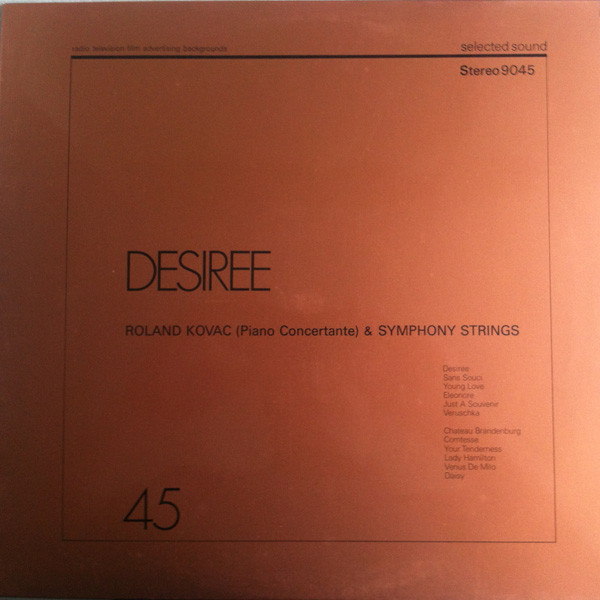 radio television film advertising backgrounds
selected sound
Stereo 9045
DESIREE
ROLAND KOVAC (Piano Concertante) & SYMPHONY STRINGS
Desiree
Sans Souci
Young Love
Eleonore
Just A Souvenir
Veruschka
Chateau Brandenburg
Comtesse
Your Tenderness
Lady Hamilton
Venus De Milo
Daisy
45